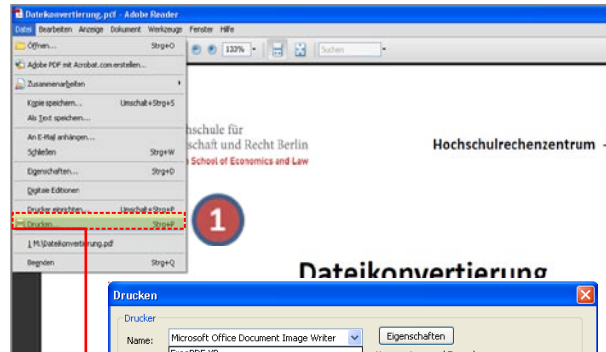 Dateikonvertierung.pdf - Adobe Reader
Datei Bearbeiten Anzeige Dokument Werkzeuge Fenster Hilfe
Öffnen... Strg+O
133%
Suchen
Adobe PDF mit Acrobat.com erstellen...
Zusammenarbeiten
Kopie speichern... Umschalt+Strg+S
Als Text speichern...
An E-Mail anhängen...
Schließen Strg+W
Eigenschaften... Strg+D
Digitale Editionen
Drucker einrichten... Umschalt+Strg+P
Drucken... Strg+P
1 M:\Dateikonvertierung.pdf
Beenden Strg+Q
hschule für
schaft und Recht Berlin
School of Economics and Law
Hochschulrechenzentrum -
1
Dateikonvertierung
Drucken
Drucker
Name: Microsoft Office Document Image Writer Eigenschaften